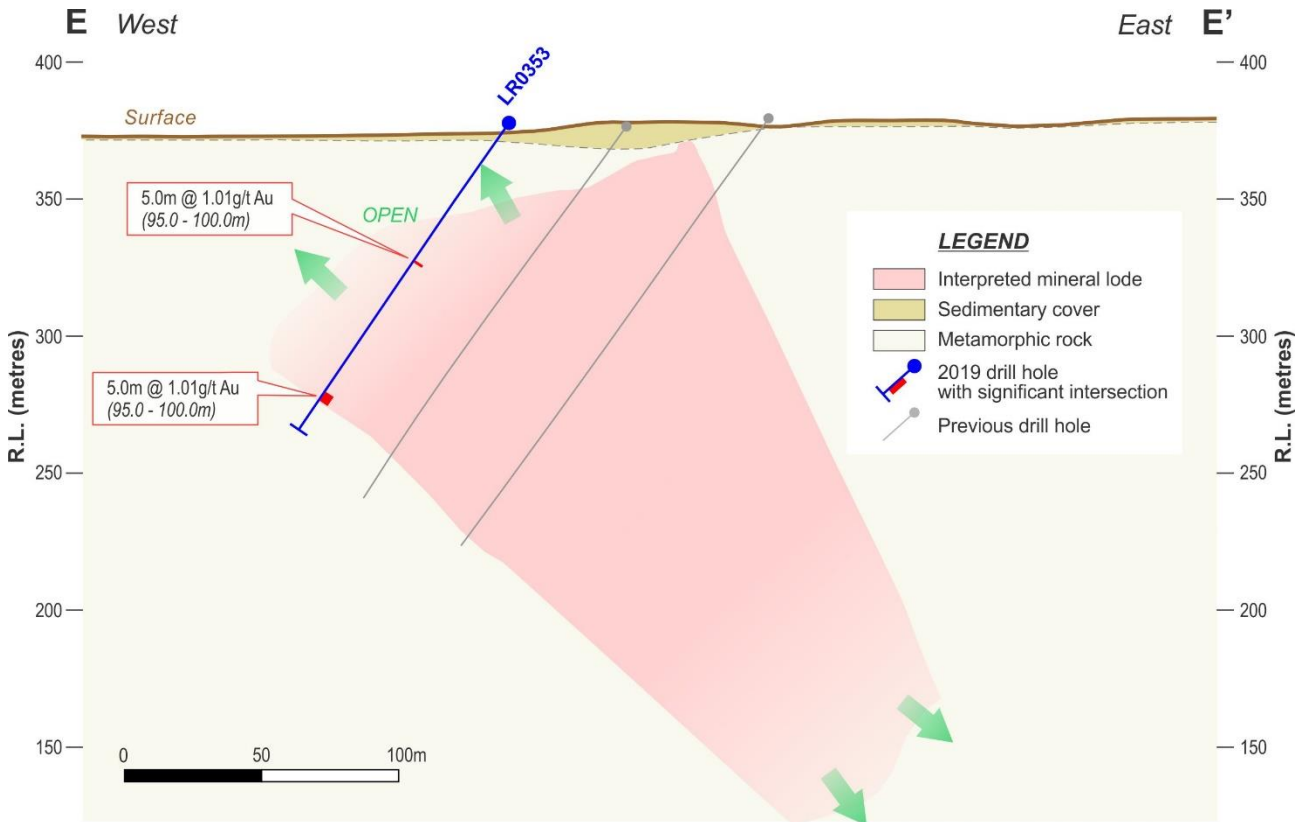 E West
East E’
400
400
LR0353
Surface
5.0m @ 1.01g/t Au
(95.0 - 100.0m)
350
350
OPEN
LEGEND
Interpreted mineral lode
Sedimentary cover
Metamorphic rock
2019 drill hole
with significant intersection
Previous drill hole
300
300
R.L. (metres)
R.L. (metres)
5.0m @ 1.01g/t Au
(95.0 - 100.0m)
250
250
200
200
150
150
0 50 100m